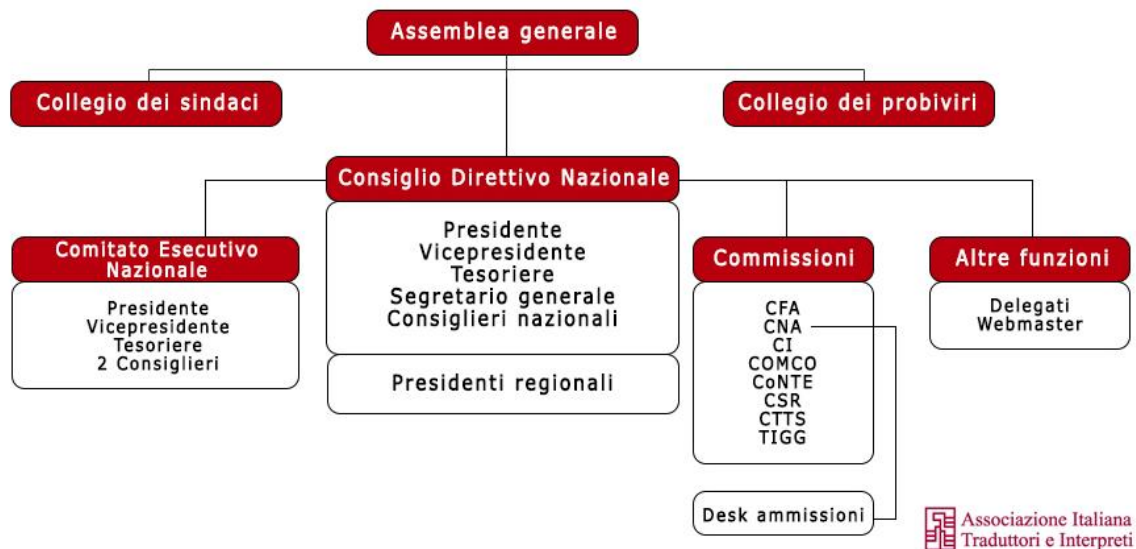 Assemblea generale
Collegio dei sindaci
Collegio dei probiviri
Consiglio Direttivo Nazionale
Presidente
Vicepresidente
Tesoriere
Segretario generale
Consiglieri nazionali
Presidenti regionali
Comitato Esecutivo
Nazionale
Presidente
Vicepresidente
Tesoriere
2 Consiglieri
Commissioni
CFA
CNA
CI
COMCO
CoNTE
CSR
CTTS
TIGG
Desk ammissioni
Altre funzioni
Delegati
Webmaster
Associazione Italiana
Traduttori e Interpreti